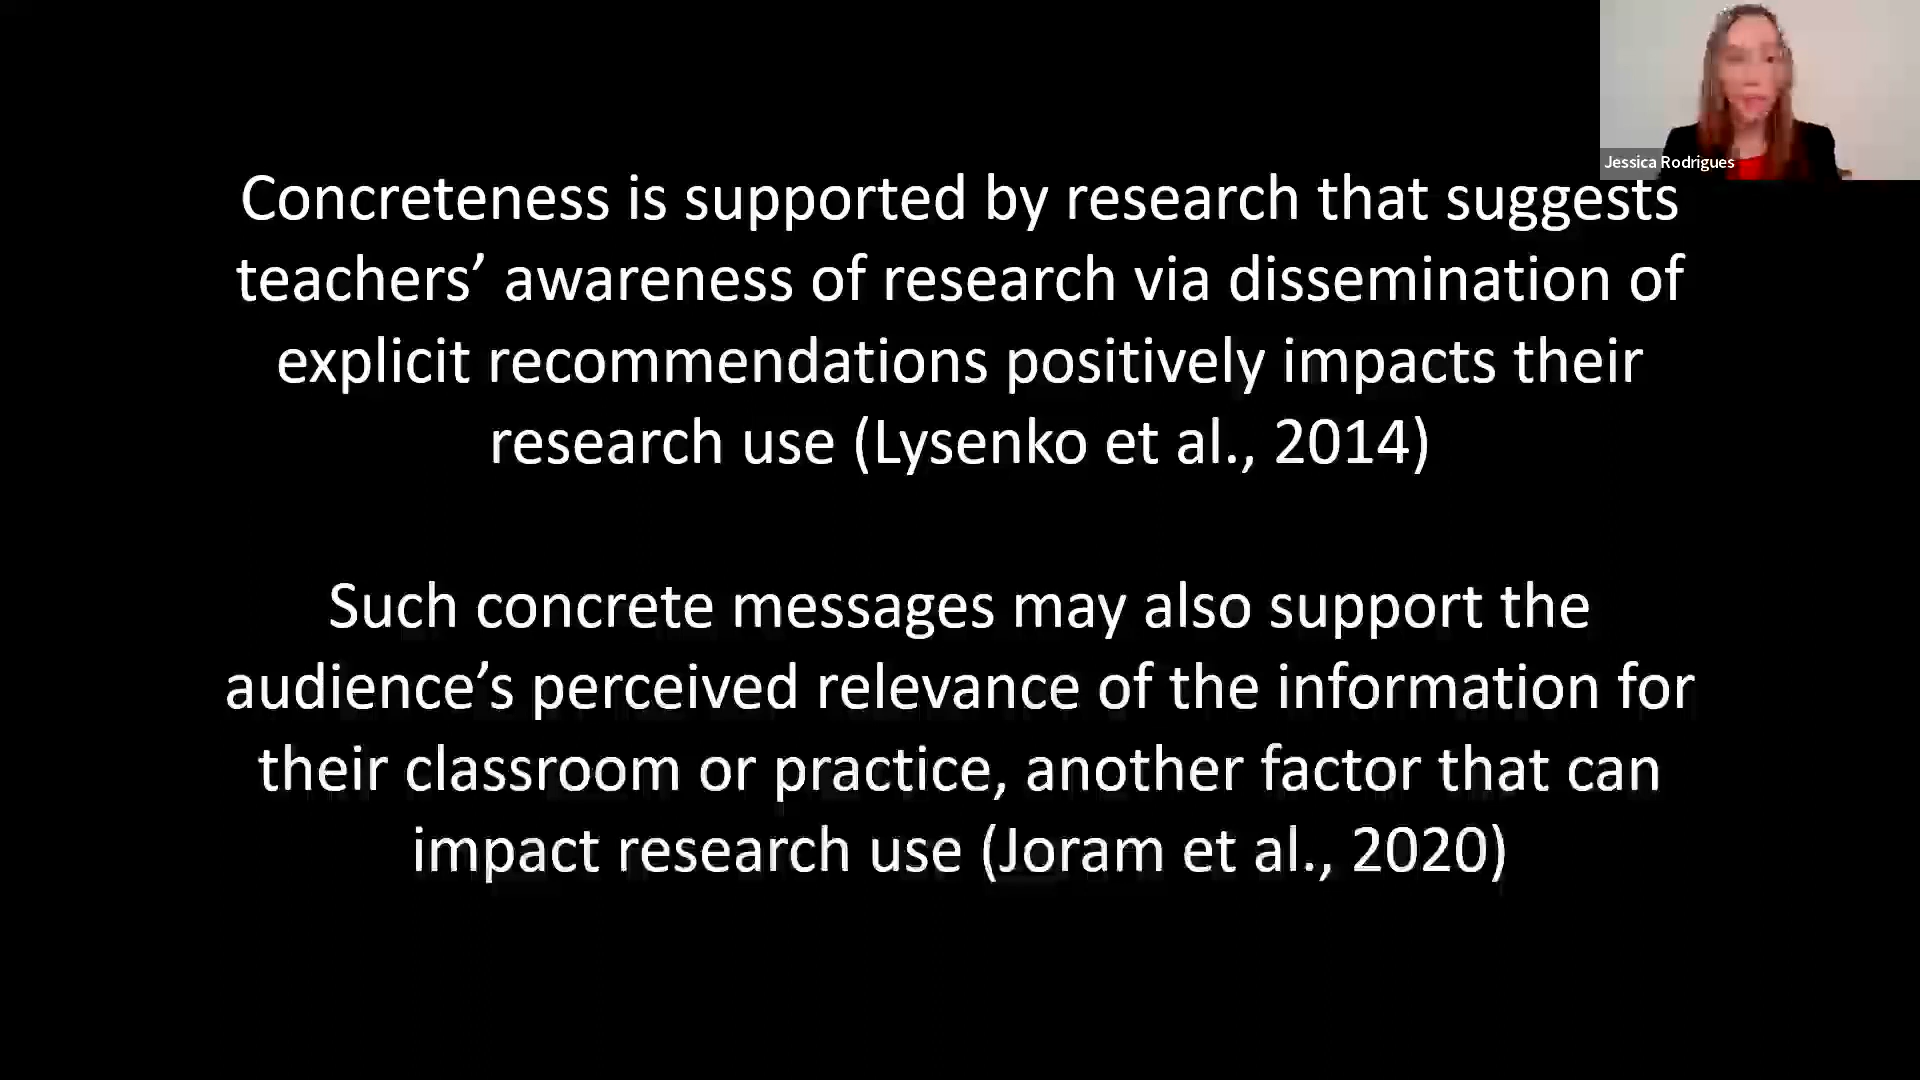 Jessica Rodrigues
Concreteness is supported by research that suggests
teachers’ awareness of research via dissemination of
explicit recommendations positively impacts their
research use (Lysenko et al., 2014)
Such concrete messages may also support the
audience’s perceived relevance of the information for
their classroom or practice, another factor that can
impact research use (Joram et al., 2020)